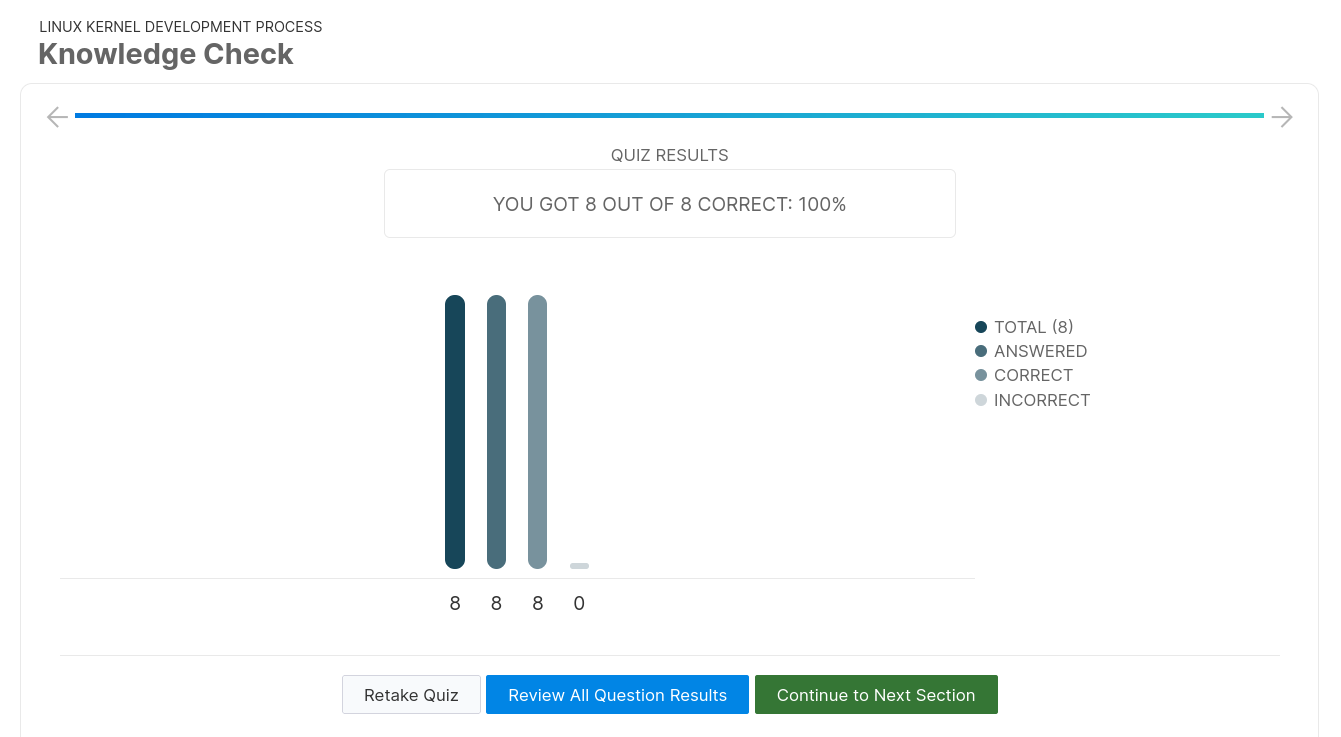 LINUX KERNEL DEVELOPMENT PROCESS
Knowledge Check
QUIZ RESULTS
YOU GOT 8 OUT OF 8 CORRECT: 100%
TOTAL (8)
ANSWERED
CORRECT
INCORRECT
8 8 8 0
Retake Quiz Review All Question Results Continue to Next Section